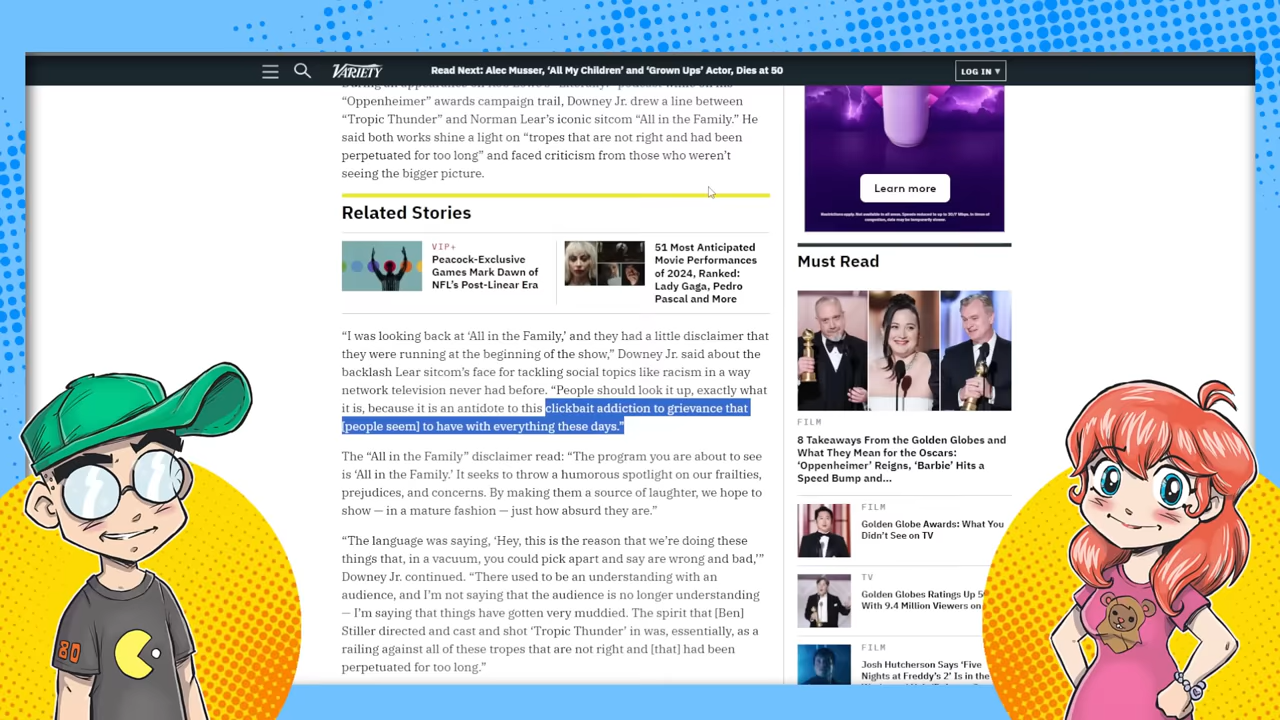 VARIETY
Read Next: Alec Musser, ‘All My Children’ and ‘Grown Ups’ Actor, Dies at 50
LOG IN ▾
“Oppenheimer” awards campaign trail, Downey Jr. drew a line between
“Tropic Thunder” and Norman Lear’s iconic sitcom “All in the Family.” He
said both works shine a light on “tropes that are not right and had been
perpetuated for too long” and faced criticism from those who weren’t
seeing the bigger picture.
Related Stories
VIP+
Peacock-Exclusive
Games Mark Dawn of
NFL’s Post-Linear Era
51 Most Anticipated
Movie Performances
of 2024, Ranked:
Lady Gaga, Pedro
Pascal and More
“I was looking back at ‘All in the Family,’ and they had a little disclaimer that
they were running at the beginning of the show,” Downey Jr. said about the
backlash Lear sitcom’s face for tackling social topics like racism in a way
network television never had before. “People should look it up, exactly what
it is, because it is an antidote to this clickbait addiction to grievance that
[people seem] to have with everything these days.”
The “All in the Family” disclaimer read: “The program you are about to see
is ‘All in the Family.’ It seeks to throw a humorous spotlight on our frailties,
prejudices, and concerns. By making them a source of laughter, we hope to
show — in a mature fashion — just how absurd they are.”
“The language was saying, ‘Hey, this is the reason that we’re doing these
things that, in a vacuum, you could pick apart and say are wrong and bad,’”
Downey Jr. continued. “There used to be an understanding with an
audience, and I’m not saying that the audience is no longer understanding
— I’m saying that things have gotten very muddied. The spirit that [Ben]
Stiller directed and cast and shot ‘Tropic Thunder’ in was, essentially, as a
railing against all of these tropes that are not right and [that] had been
perpetuated for too long.”
Learn more
Must Read
FILM
8 Takeaways From the Golden Globes and
What They Mean for the Oscars:
‘Oppenheimer’ Reigns, ‘Barbie’ Hits a
Speed Bump and...
FILM
Golden Globe Awards: What You
Didn’t See on TV
TV
Golden Globes Ratings Up
With 9.4 Million Viewers on
FILM
Josh Hutcherson Says ‘Five
Nights at Freddy’s 2’ Is in the
80